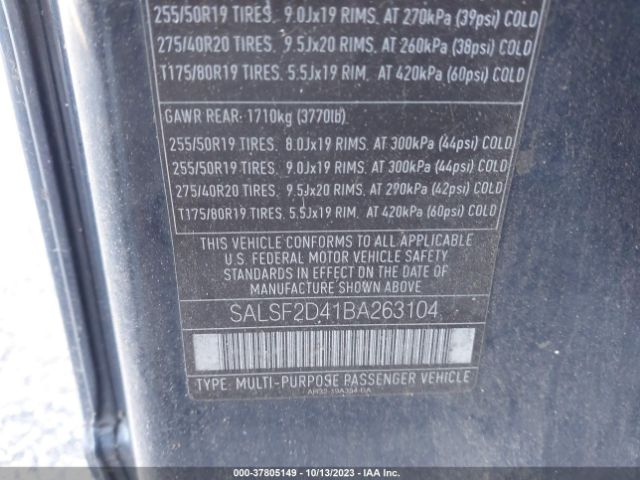 255/50R19 TIRES. 9.0Jx19 RIMS. AT 270kPa (39psi) COLD
275/40R20 TIRES. 9.5Jx20 RIMS. AT 260kPa (38psi) COLD
T175/80R19 TIRES. 5.5Jx19 RIM. AT 420kPa (60psi) COLD
GAWR REAR: 1710kg (3770lb)
255/50R19 TIRES. 8.0Jx19 RIMS. AT 300kPa (44psi) COLD
255/50R19 TIRES. 9.0Jx19 RIMS. AT 300kPa (44psi) COLD
275/40R20 TIRES. 9.5Jx20 RIMS. AT 290kPa (42psi) COLD
T175/80R19 TIRES. 5.5Jx19 RIM. AT 420kPa (60psi) COLD
THIS VEHICLE CONFORMS TO ALL APPLICABLE
U.S. FEDERAL MOTOR VEHICLE SAFETY
STANDARDS IN EFFECT ON THE DATE OF
MANUFACTURE SHOWN ABOVE.
SALSF2D41BA263104
TYPE: MULTI-PURPOSE PASSENGER VEHICLE
000-37805149 - 10/13/2023 - IAA Inc.